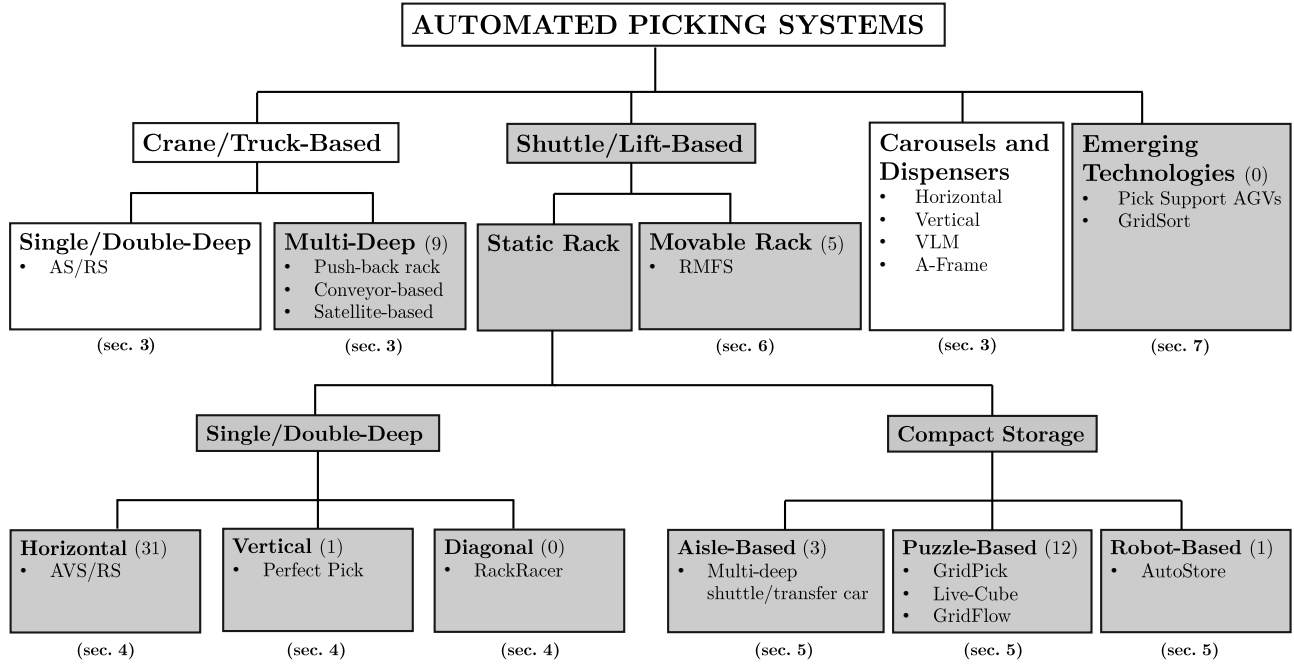 AUTOMATED PICKING SYSTEMS
Crane/Truck-Based
Shuttle/Lift-Based
Carousels and
Dispensers
• Horizontal
• Vertical
• VLM
• A-Frame
(sec. 3)
Emerging
Technologies (0)
• Pick Support AGVs
• GridSort
(sec. 7)
Single/Double-Deep
• AS/RS
(sec. 3)
Multi-Deep (9)
• Push-back rack
• Conveyor-based
• Satellite-based
(sec. 3)
Static Rack
Movable Rack (5)
• RMFS
(sec. 6)
Single/Double-Deep
Compact Storage
Horizontal (31)
• AVS/RS
(sec. 4)
Vertical (1)
• Perfect Pick
(sec. 4)
Diagonal (0)
• RackRacer
(sec. 4)
Aisle-Based (3)
• Multi-deep
shuttle/transfer car
(sec. 5)
Puzzle-Based (12)
• GridPick
• Live-Cube
• GridFlow
(sec. 5)
Robot-Based (1)
• AutoStore
(sec. 5)